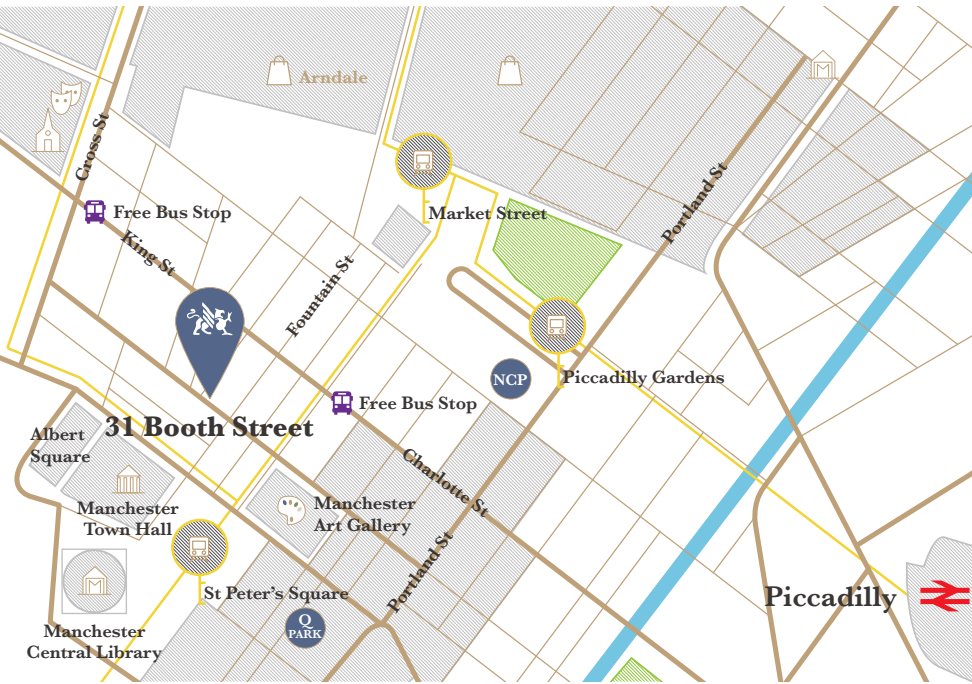 Arndale
Cross St
Portland St
Free Bus Stop
Market Street
King St
Fountain St
NCP
Piccadilly Gardens
Free Bus Stop
31 Booth Street
Albert
Square
Charlotte St
Manchester
Town Hall
Manchester
Art Gallery
Portland St
St Peter's Square
Piccadilly
Q
PARK
Manchester
Central Library